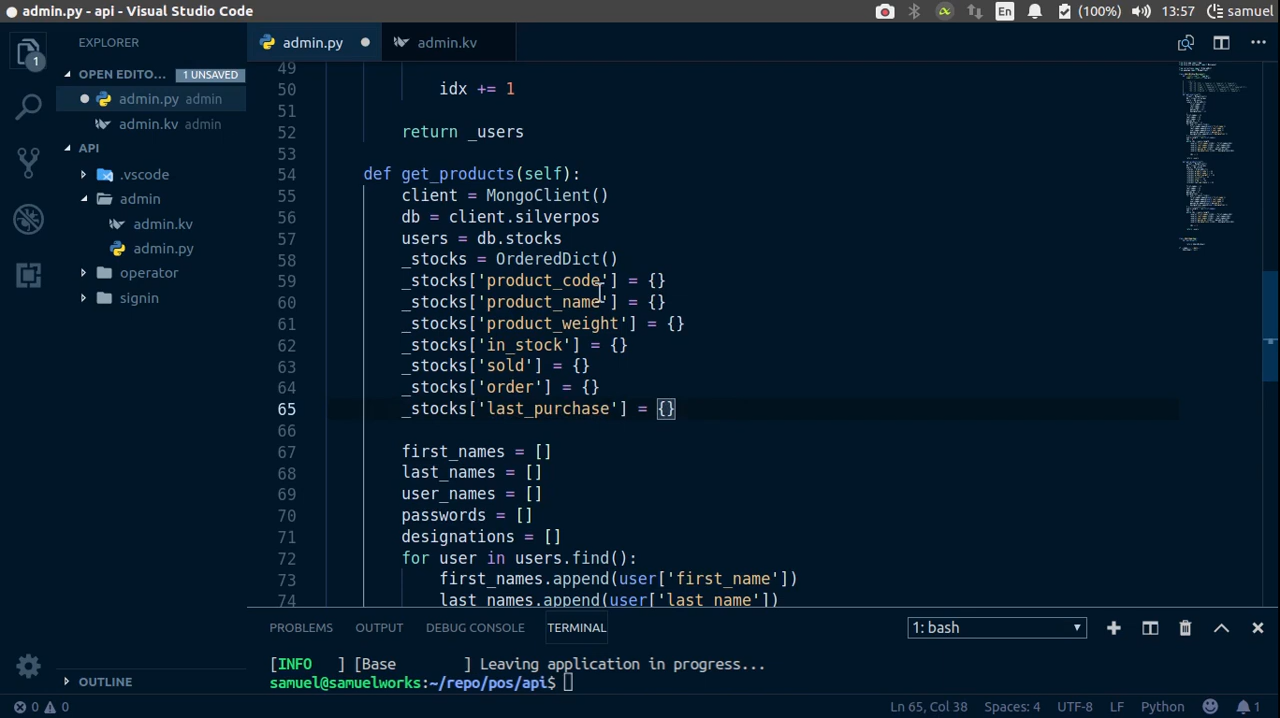 admin.py - api - Visual Studio Code
En
(100%)
13:57
samuel
EXPLORER
admin.py
admin.kv
OPEN EDITO...
1 UNSAVED
admin.py admin
admin.kv admin
API
.vscode
admin
admin.kv
admin.py
operator
signin
1
49
50 idx += 1
51
52 return _users
53
54 def get_products(self):
55 client = MongoClient()
56 db = client.silverpos
57 users = db.stocks
58 _stocks = OrderedDict()
59 _stocks['product_code'] = {}
60 _stocks['product_name'] = {}
61 _stocks['product_weight'] = {}
62 _stocks['in_stock'] = {}
63 _stocks['sold'] = {}
64 _stocks['order'] = {}
65 _stocks['last_purchase'] = {}
66
67 first_names = []
68 last_names = []
69 user_names = []
70 passwords = []
71 designations = []
72 for user in users.find():
73 first_names.append(user['first_name'])
74 last_names.append(user['last_name'])
PROBLEMS OUTPUT DEBUG CONSOLE TERMINAL
1: bash
[INFO ] [Base ] Leaving application in progress...
samuel@samuelworks:~/repo/pos/api$
OUTLINE
0 0
Ln 65, Col 38 Spaces: 4 UTF-8 LF Python 1